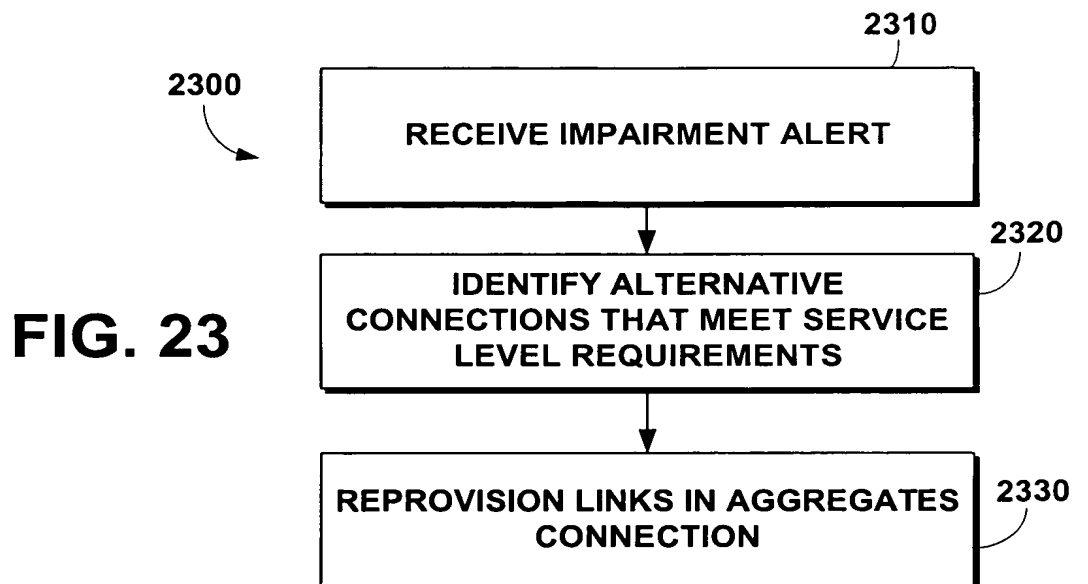 2310
2300
RECEIVE IMPAIRMENT ALERT
2320
IDENTIFY ALTERNATIVE
CONNECTIONS THAT MEET SERVICE
LEVEL REQUIREMENTS
FIG. 23
REPROVISION LINKS IN AGGREGATES
CONNECTION
2330